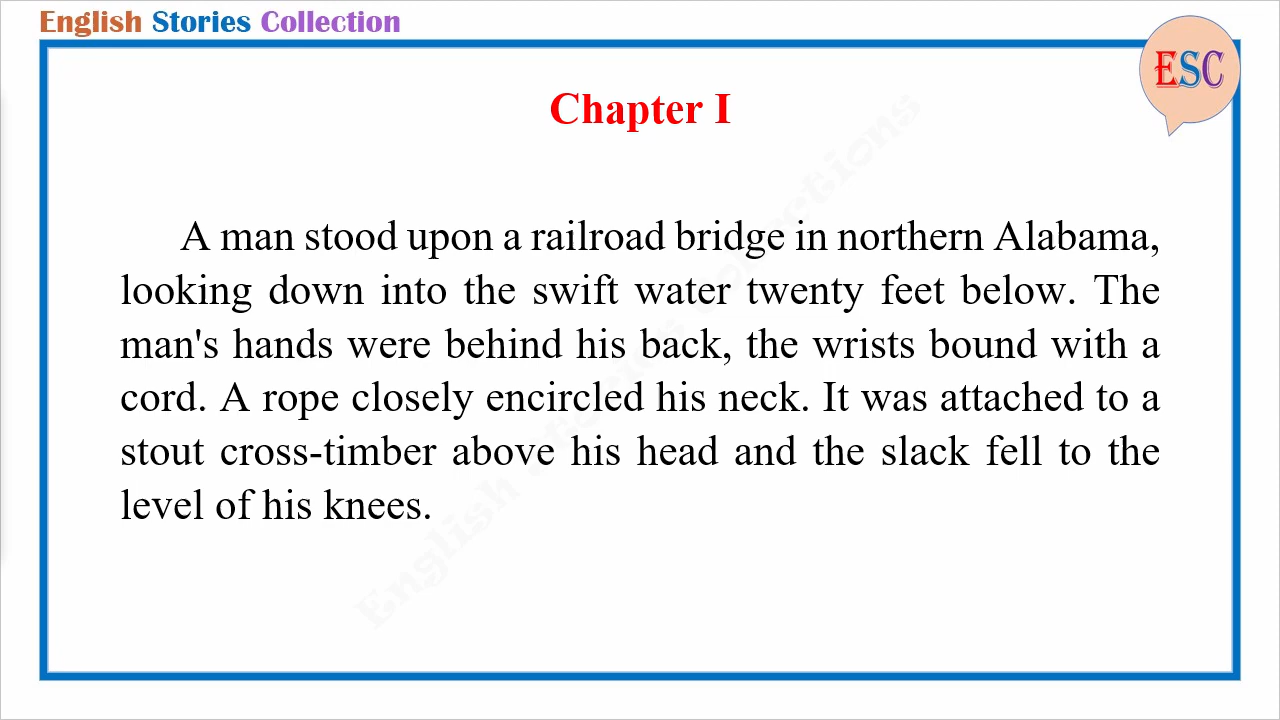 English Stories Collection
ESC
Chapter I
A man stood upon a railroad bridge in northern Alabama,
looking down into the swift water twenty feet below. The
man's hands were behind his back, the wrists bound with a
cord. A rope closely encircled his neck. It was attached to a
stout cross-timber above his head and the slack fell to the
level of his knees.